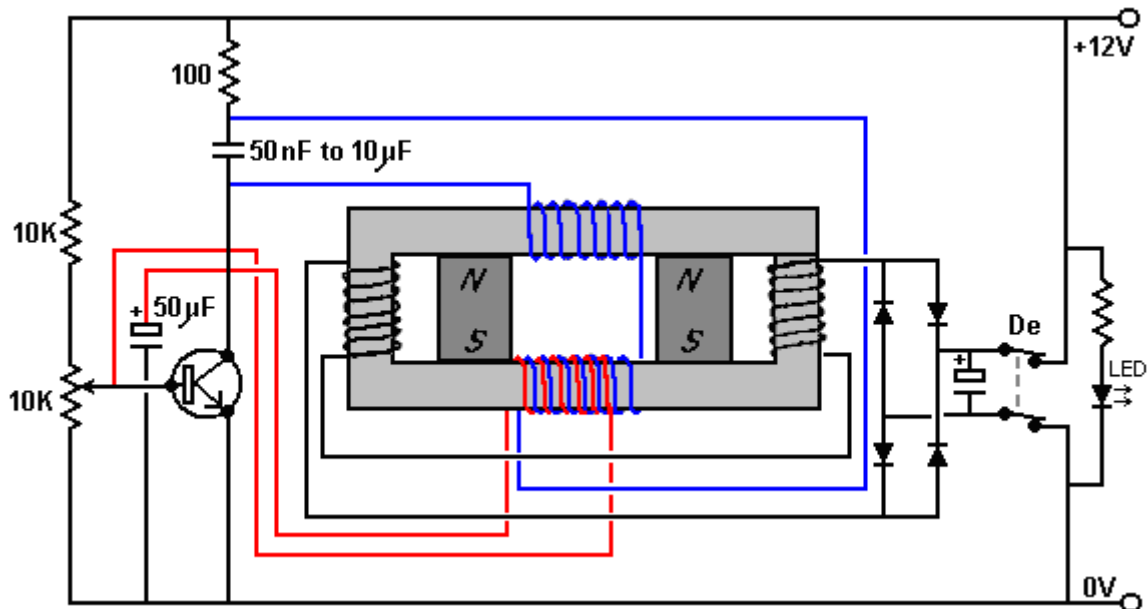 +12V
100
50nF to 10µF
10K
N
N
+
50µF
S
S
De
+
10K
LED
0V